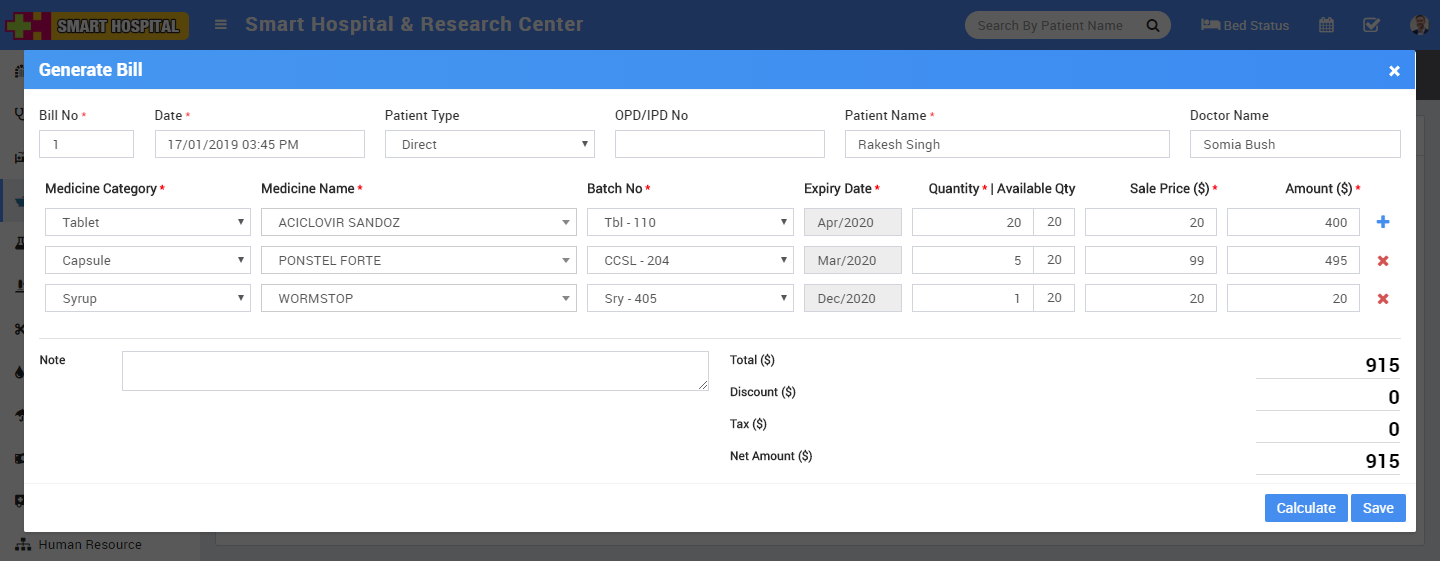 SMART HOSPITAL
Smart Hospital & Research Center
Search By Patient Name
Bed Status
Generate Bill
Bill No * Date * Patient Type OPD/IPD No Patient Name * Doctor Name
1 17/01/2019 03:45 PM Direct Rakesh Singh Somia Bush
Medicine Category * Medicine Name * Batch No * Expiry Date * Quantity * | Available Qty Sale Price ($) * Amount ($) *
Tablet ACICLOVIR SANDOZ Tbl - 110 Apr/2020 20 20 20 400
Capsule PONSTEL FORTE CCSL - 204 Mar/2020 5 20 99 495
Syrup WORMSTOP Sry - 405 Dec/2020 1 20 20 20
Note Total ($) 915
Discount ($) 0
Tax ($) 0
Net Amount ($) 915
Calculate Save
Human Resource